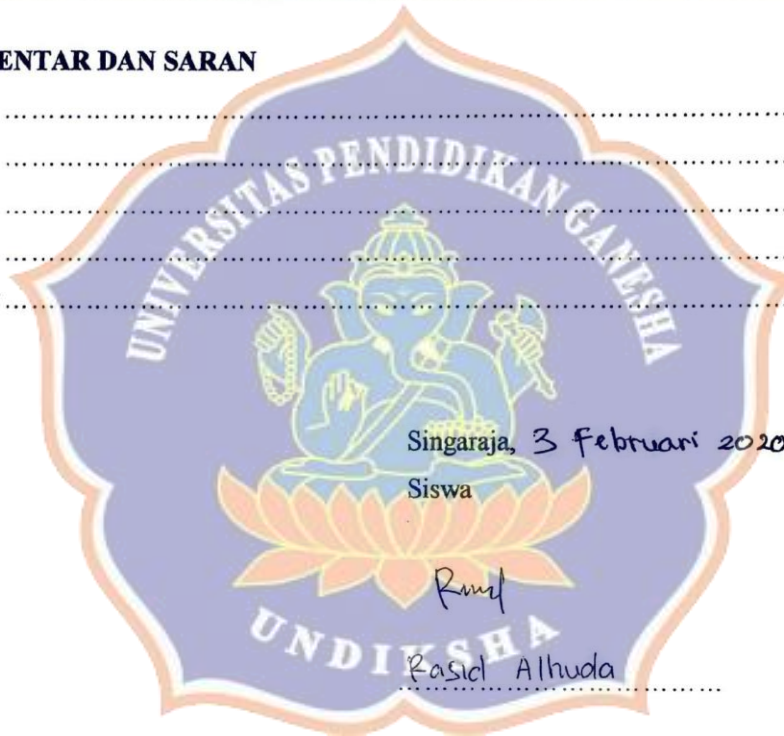 ENTAR DAN SARAN
UNIVERSITAS PENDIDIKAN GANESHA
Singaraja, 3 Februari 2020
Siswa
UNDIKSHA
Rasid Alhuda